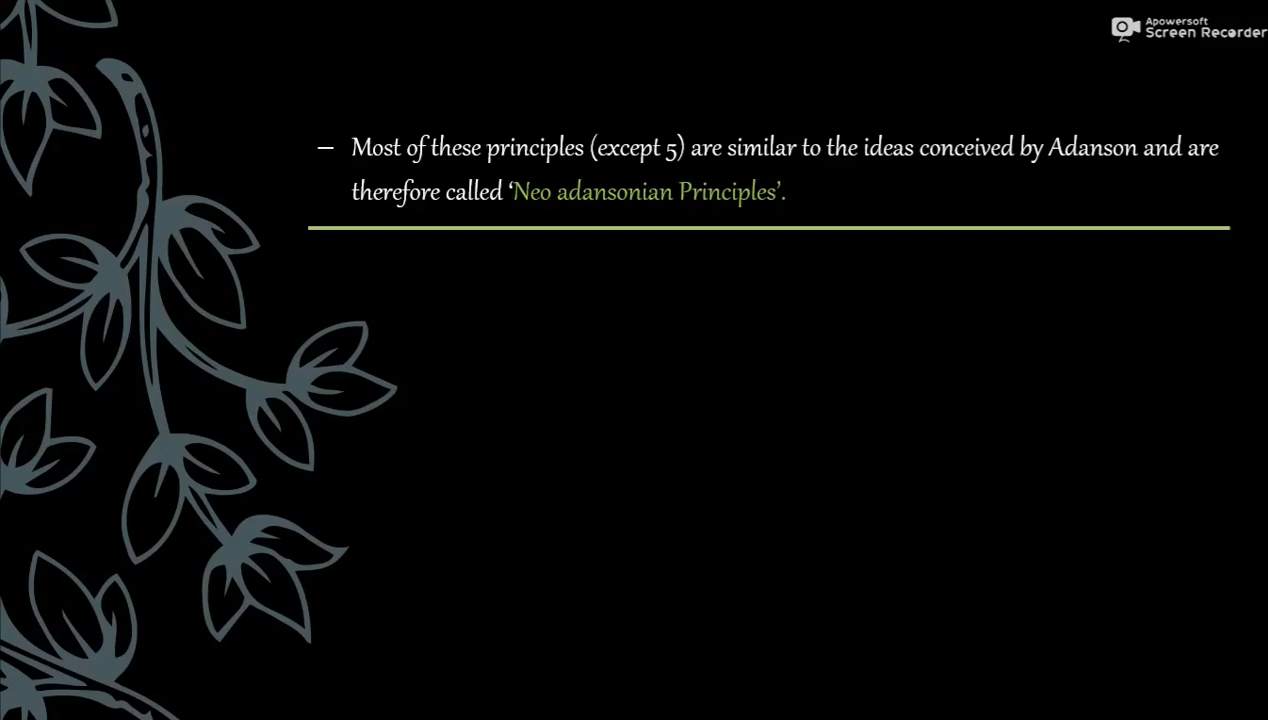 Apowersoft
Screen Recorder
– Most of these principles (except 5) are similar to the ideas conceived by Adanson and are
therefore called ‘Neo adansonian Principles’.